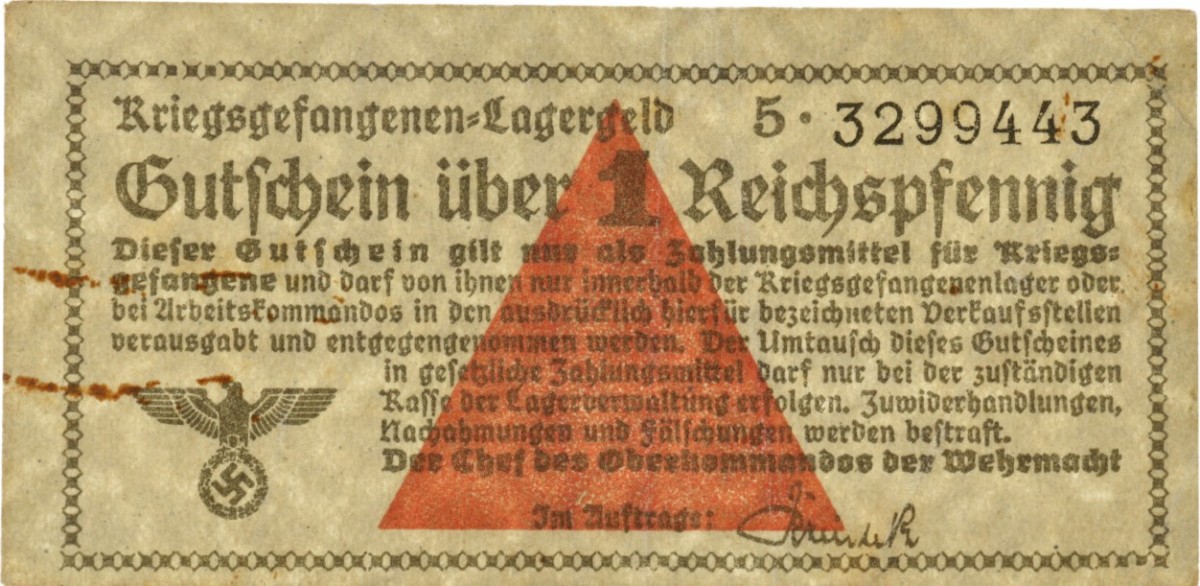 Kriegsgefangenen-Lagergeld 5 · 3299443
Gutschein über 1 Reichspfennig
Dieser Gutschein gilt nur als Zahlungsmittel für Kriegs-
gefangene und darf von ihnen nur innerhalb der Kriegsgefangenenlager oder
bei Arbeitskommandos in den ausdrücklich hierfür bezeichneten Verkaufsstellen
verausgabt und entgegengenommen werden. Der Umtausch dieses Gutscheines
in gesetzliche Zahlungsmittel darf nur bei der zuständigen
Kasse der Lagerverwaltung erfolgen. Zuwiderhandlungen,
Nachahmungen und Fälschungen werden bestraft.
Der Chef des Oberkommandos der Wehrmacht
Im Auftrage: